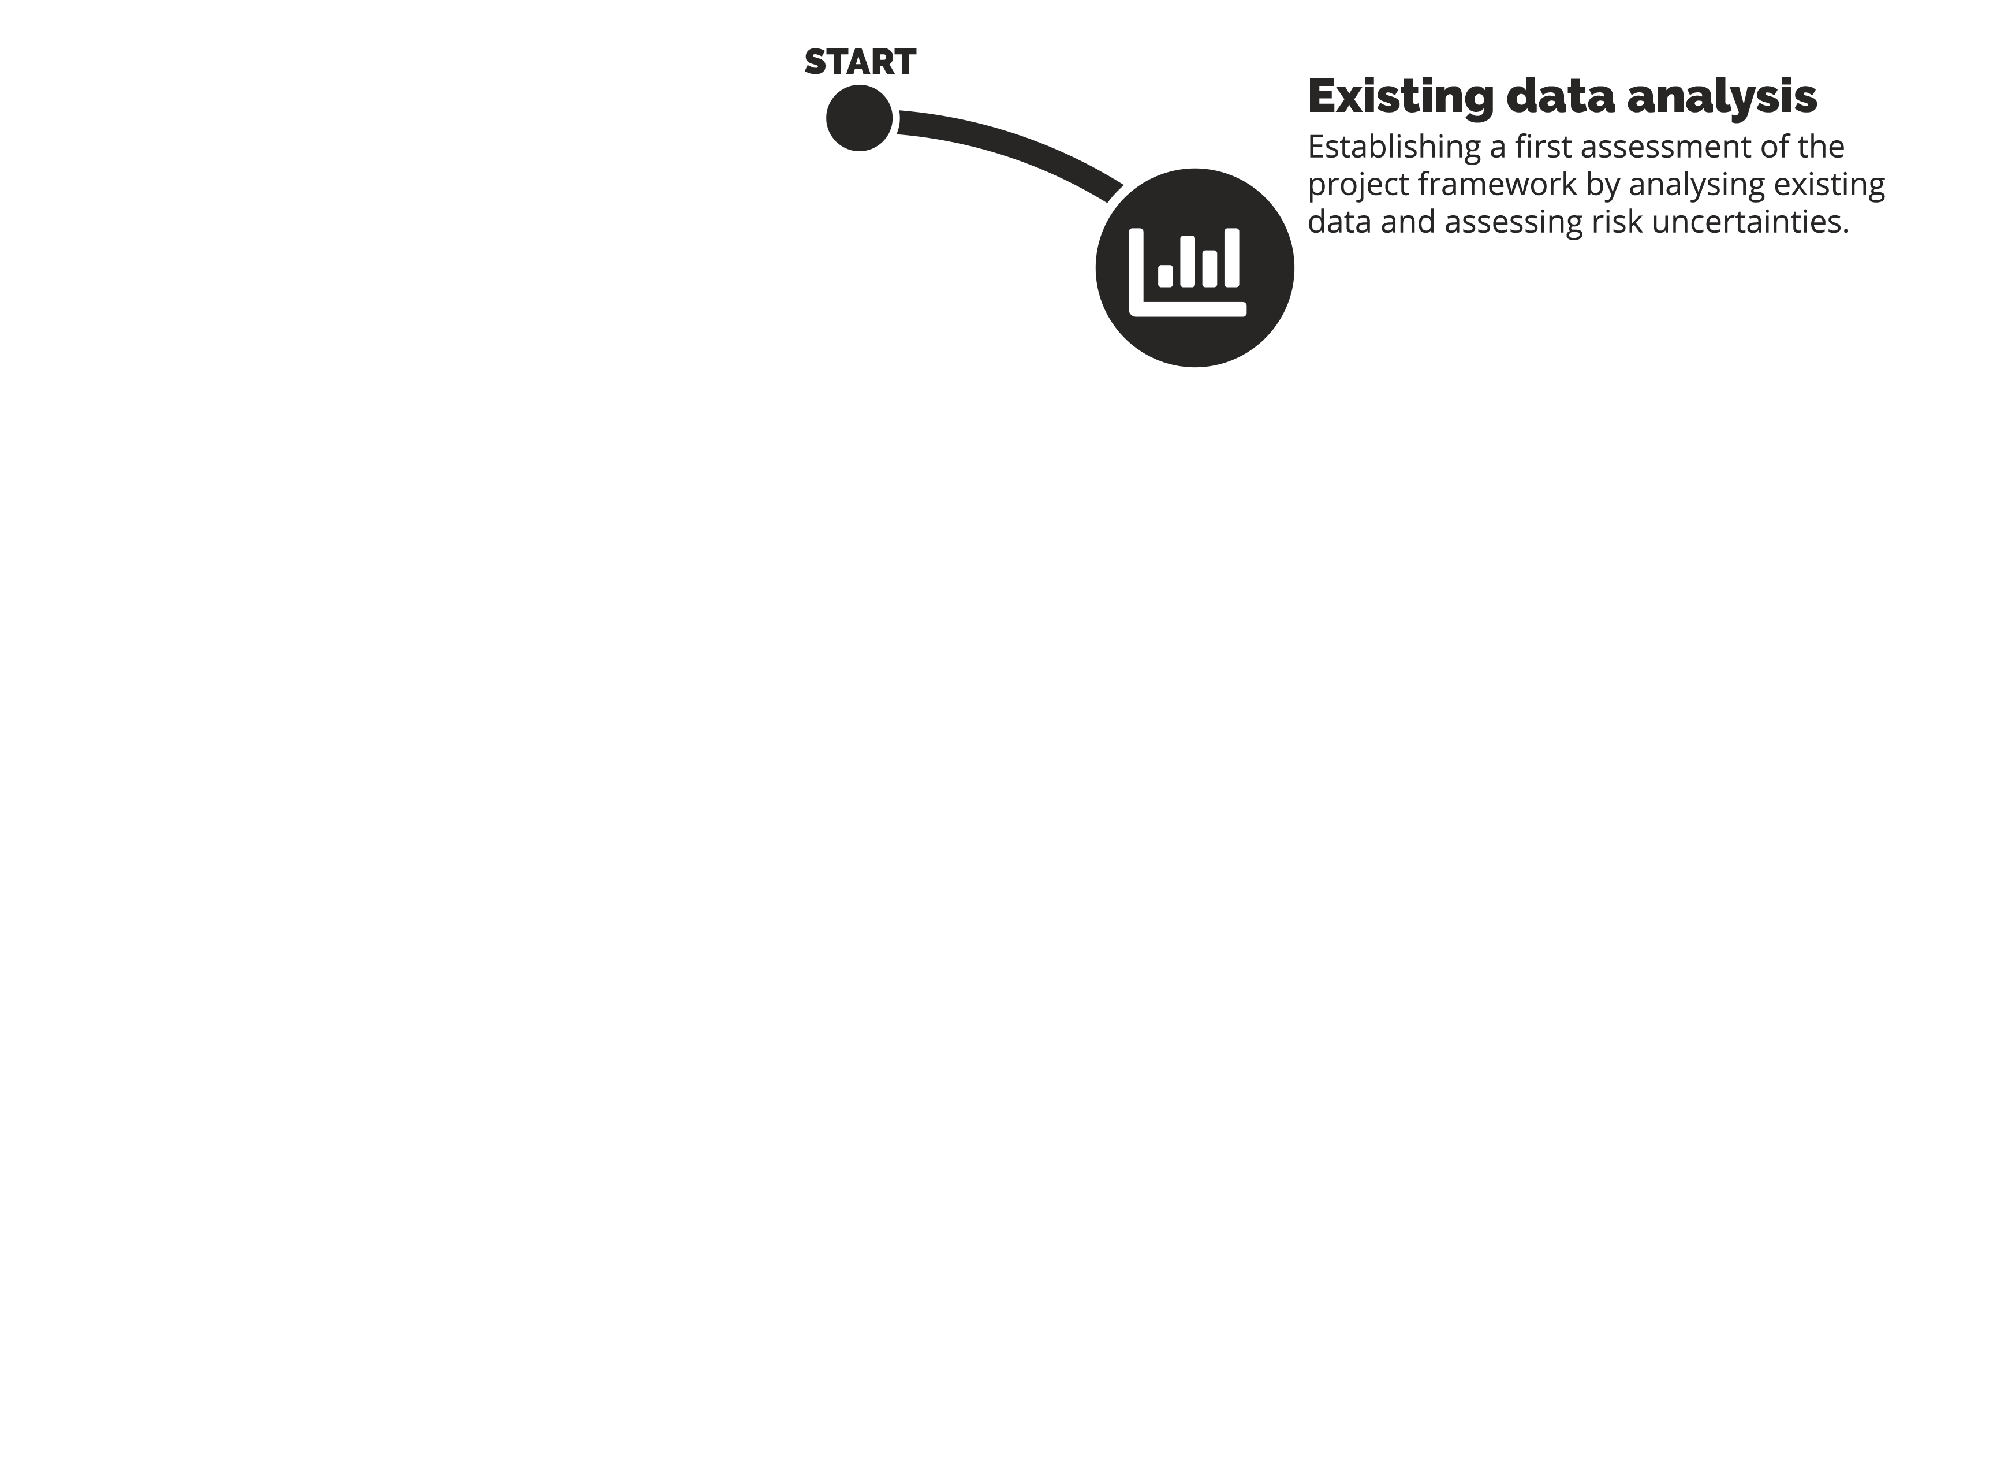 START
Existing data analysis
Establishing a first assessment of the
project framework by analysing existing
data and assessing risk uncertainties.